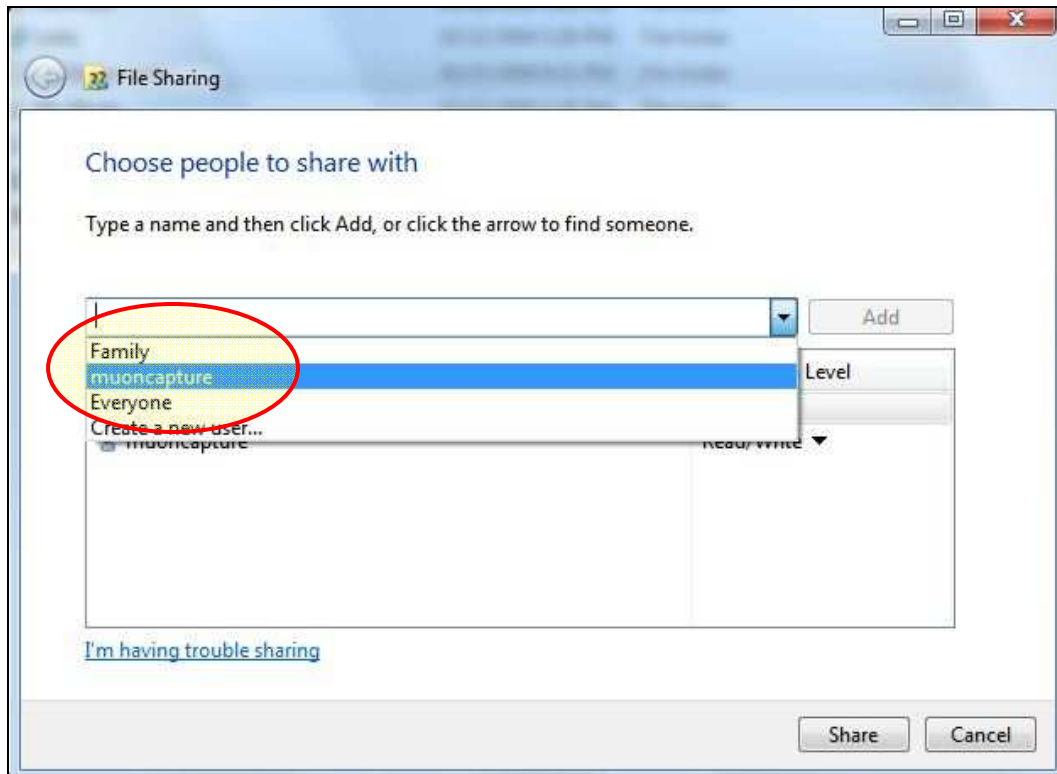 File Sharing
Choose people to share with
Type a name and then click Add, or click the arrow to find someone.
Add
Family
muoncapture
Level
Everyone
Create a new user...
muoncapture Read/Write
I'm having trouble sharing
Share Cancel